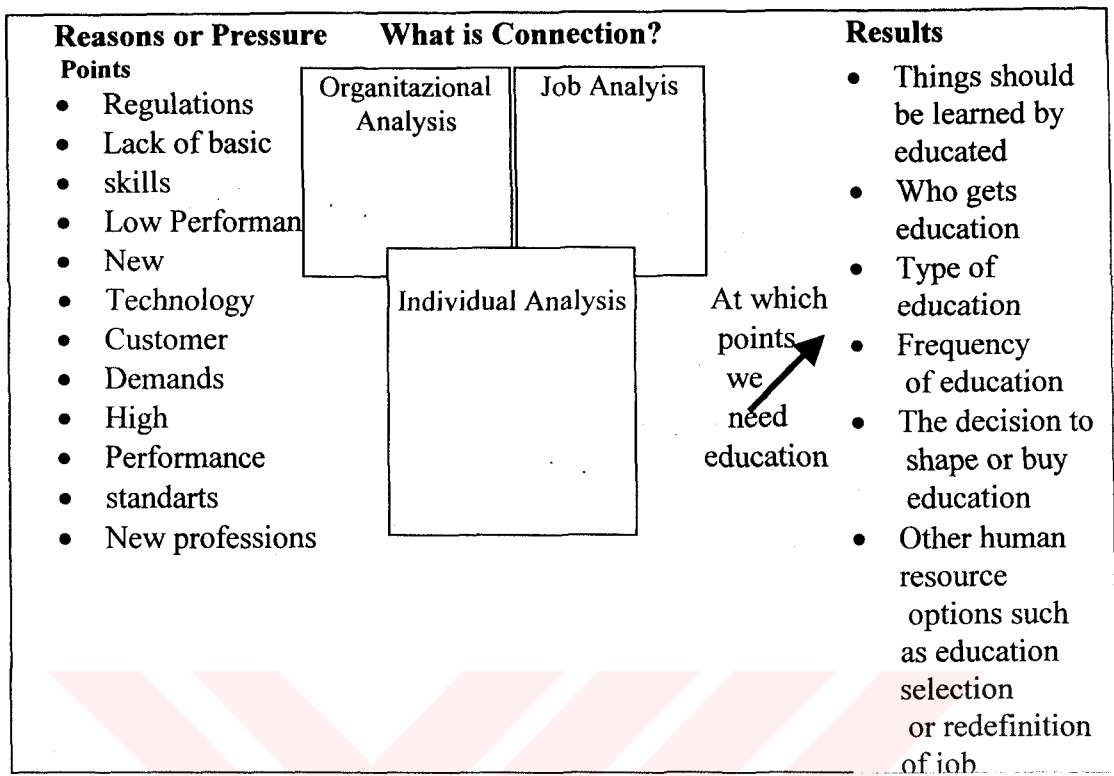 Reasons or Pressure
Points
• Regulations
• Lack of basic
• skills
• Low Performan
• New
• Technology
• Customer
• Demands
• High
• Performance
• standarts
• New professions
What is Connection?
Organitazional
Analysis
Job Analyis
Individual Analysis
At which
points
we
need
education
Results
• Things should
be learned by
educated
• Who gets
education
• Type of
education
• Frequency
of education
• The decision to
shape or buy
education
• Other human
resource
options such
as education
selection
or redefinition
of job